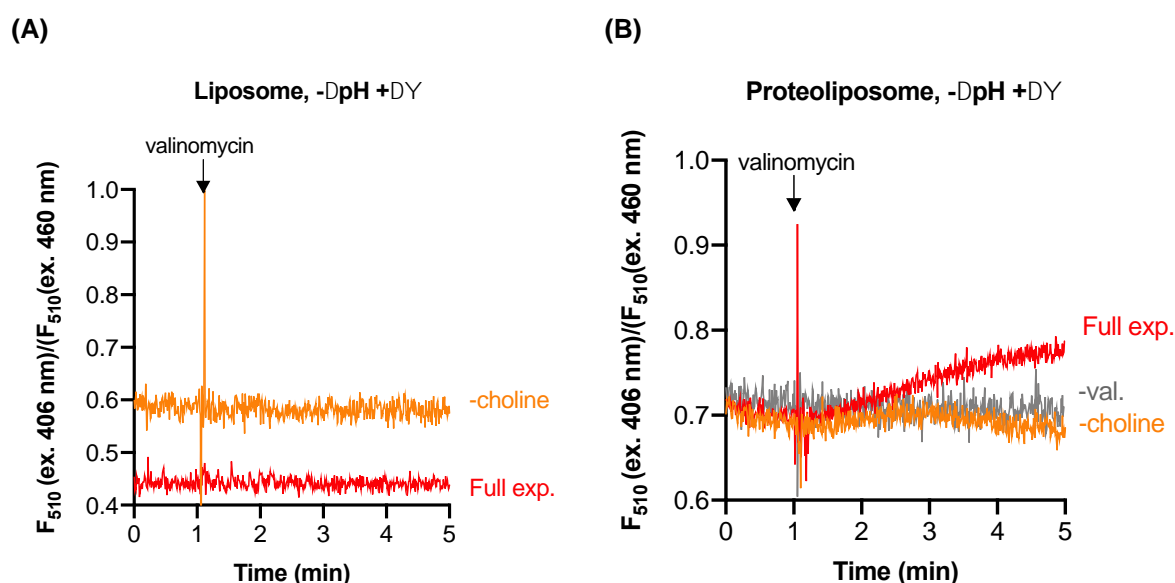 (A)
Liposome, -DpH +DY
valinomycin
F510 (ex. 406 nm)/(F510(ex. 460 nm)
1.0
0.9
0.8
0.7
0.6
0.5
0.4
-choline
Full exp.
0 1 2 3 4 5
Time (min)
(B)
Proteoliposome, -DpH +DY
valinomycin
F510 (ex. 406 nm)/(F510(ex. 460 nm)
1.0
0.9
0.8
0.7
0.6
Full exp.
-val.
-choline
0 1 2 3 4 5
Time (min)